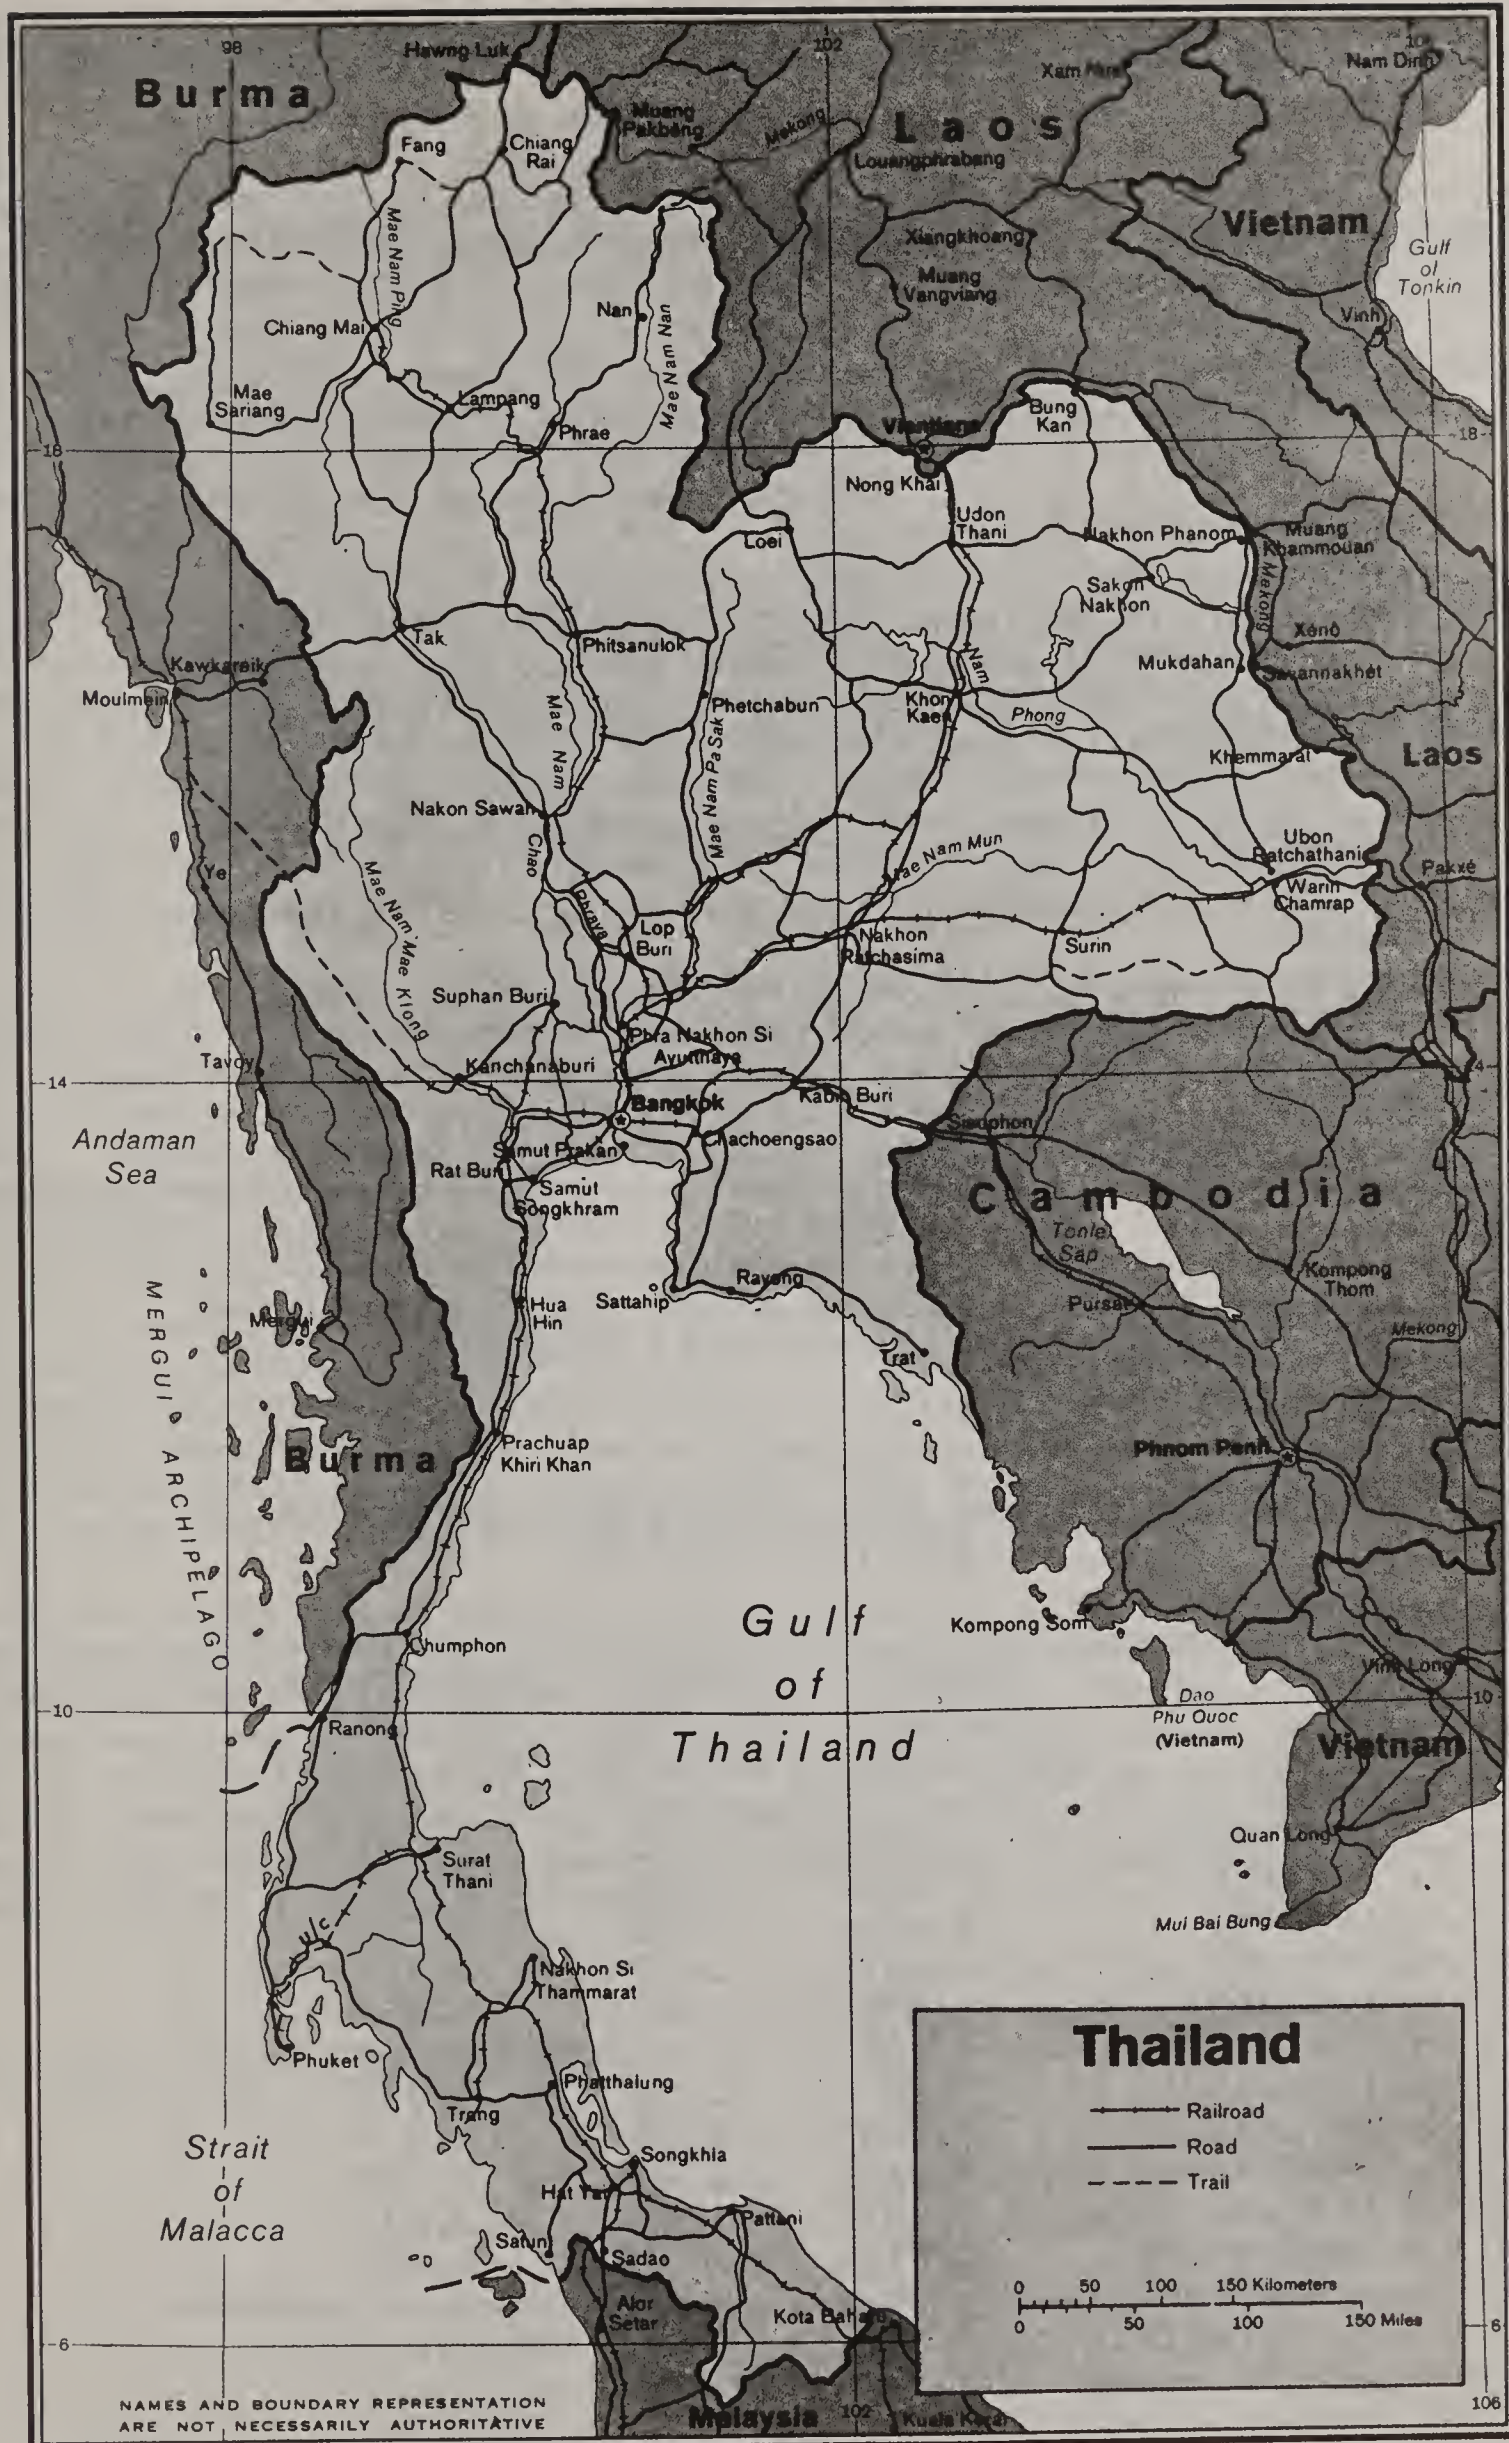 98
102
Burma
Hawng Luk
Muang
Pakbeng
Mekong
Laos
Louangphrabang
Nam Dinh
Fang
Chiang
Rai
Xiangkhoang
Muang
Vangviang
Vietnam
Gulf
of
Tonkin
Vinh
Mae Nam Ping
Chiang Mai
Nan
Mae Nam Nan
Mae
Sariang
Lampang
Phrae
Vientiane
Bung
Kan
18
18
Nong Khai
Udon
Thani
Loei
Nakhon Phanom
Muang
Khammouan
Sakon
Nakhon
Mekong
Tak
Phitsanulok
Xénô
Kawkareik
Moulmein
Mukdahan
Savannakhét
Phetchabun
Khon
Kaen
Nam
Phong
Mae Nam
Mae Nam Pa Sak
Khemmarat
Laos
Nakon Sawan
Chao
Phraya
Mae Nam Mun
Ubon
Ratchathani
Pakxé
Ye
Mae Nam Mae Klong
Warin
Chamrap
Lop
Buri
Nakhon
Ratchasima
Surin
Suphan Buri
Phra Nakhon Si
Ayutthaya
Tavoy
Kanchanaburi
14
14
Kabin Buri
Bangkok
Sisophon
Andaman
Sea
Samut Prakan
Chachoengsao
Rat Buri
Samut
Songkhram
Cambodia
Tonle
Sap
Kompong
Thom
Hua
Hin
Sattahip
Rayong
Pursat
Mekong
MERGUI ARCHIPELAGO
Mergui
Trat
Burma
Prachuap
Khiri Khan
Phnom Penh
Gulf
of
Thailand
Kompong Som
Chumphon
Vinh Long
10
10
Ranong
Dao
Phu Quoc
(Vietnam)
Vietnam
Quan Long
Surat
Thani
Mui Bai Bung
u/c
Nakhon Si
Thammarat
Phuket
Phatthalung
Trang
Strait
of
Malacca
Songkhla
Hat Yai
Pattani
Satun
Sadao
Alor
Setar
Kota Baharu
6
6
Malaysia
102
106
Thailand
Railroad
Road
Trail
0 50 100 150 Kilometers
0 50 100 150 Miles
NAMES AND BOUNDARY REPRESENTATION
ARE NOT NECESSARILY AUTHORITATIVE